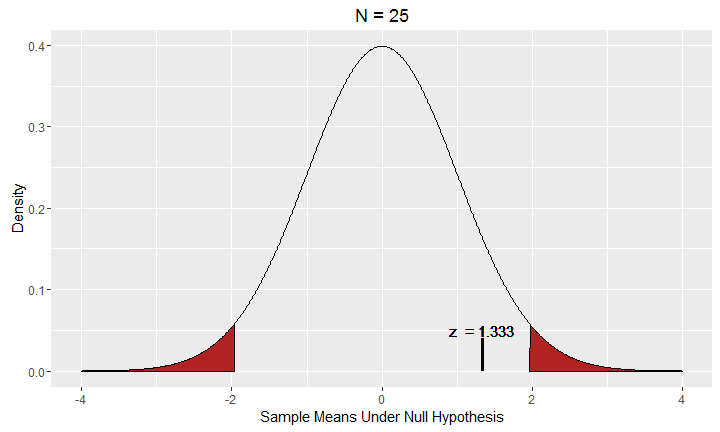 N = 25
Density
0.4
0.3
0.2
0.1
0.0
z = 1.333
-4 -2 0 2 4
Sample Means Under Null Hypothesis